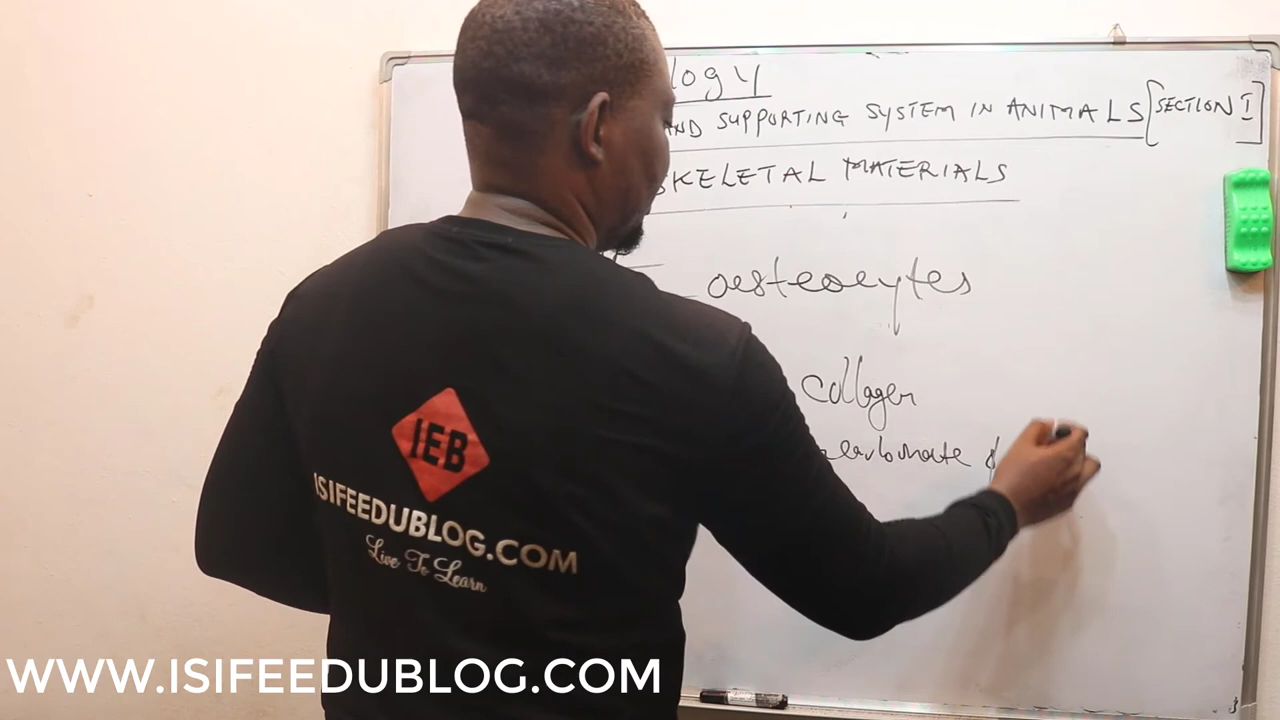 logy
AND SUPPORTING SYSTEM IN ANIMALS [SECTION I]
SKELETAL MATERIALS
oesteocytes
collagen
carbonate
IEB
ISIFEEDUBLOG.COM
Live To Learn
WWW.ISIFEEDUBLOG.COM